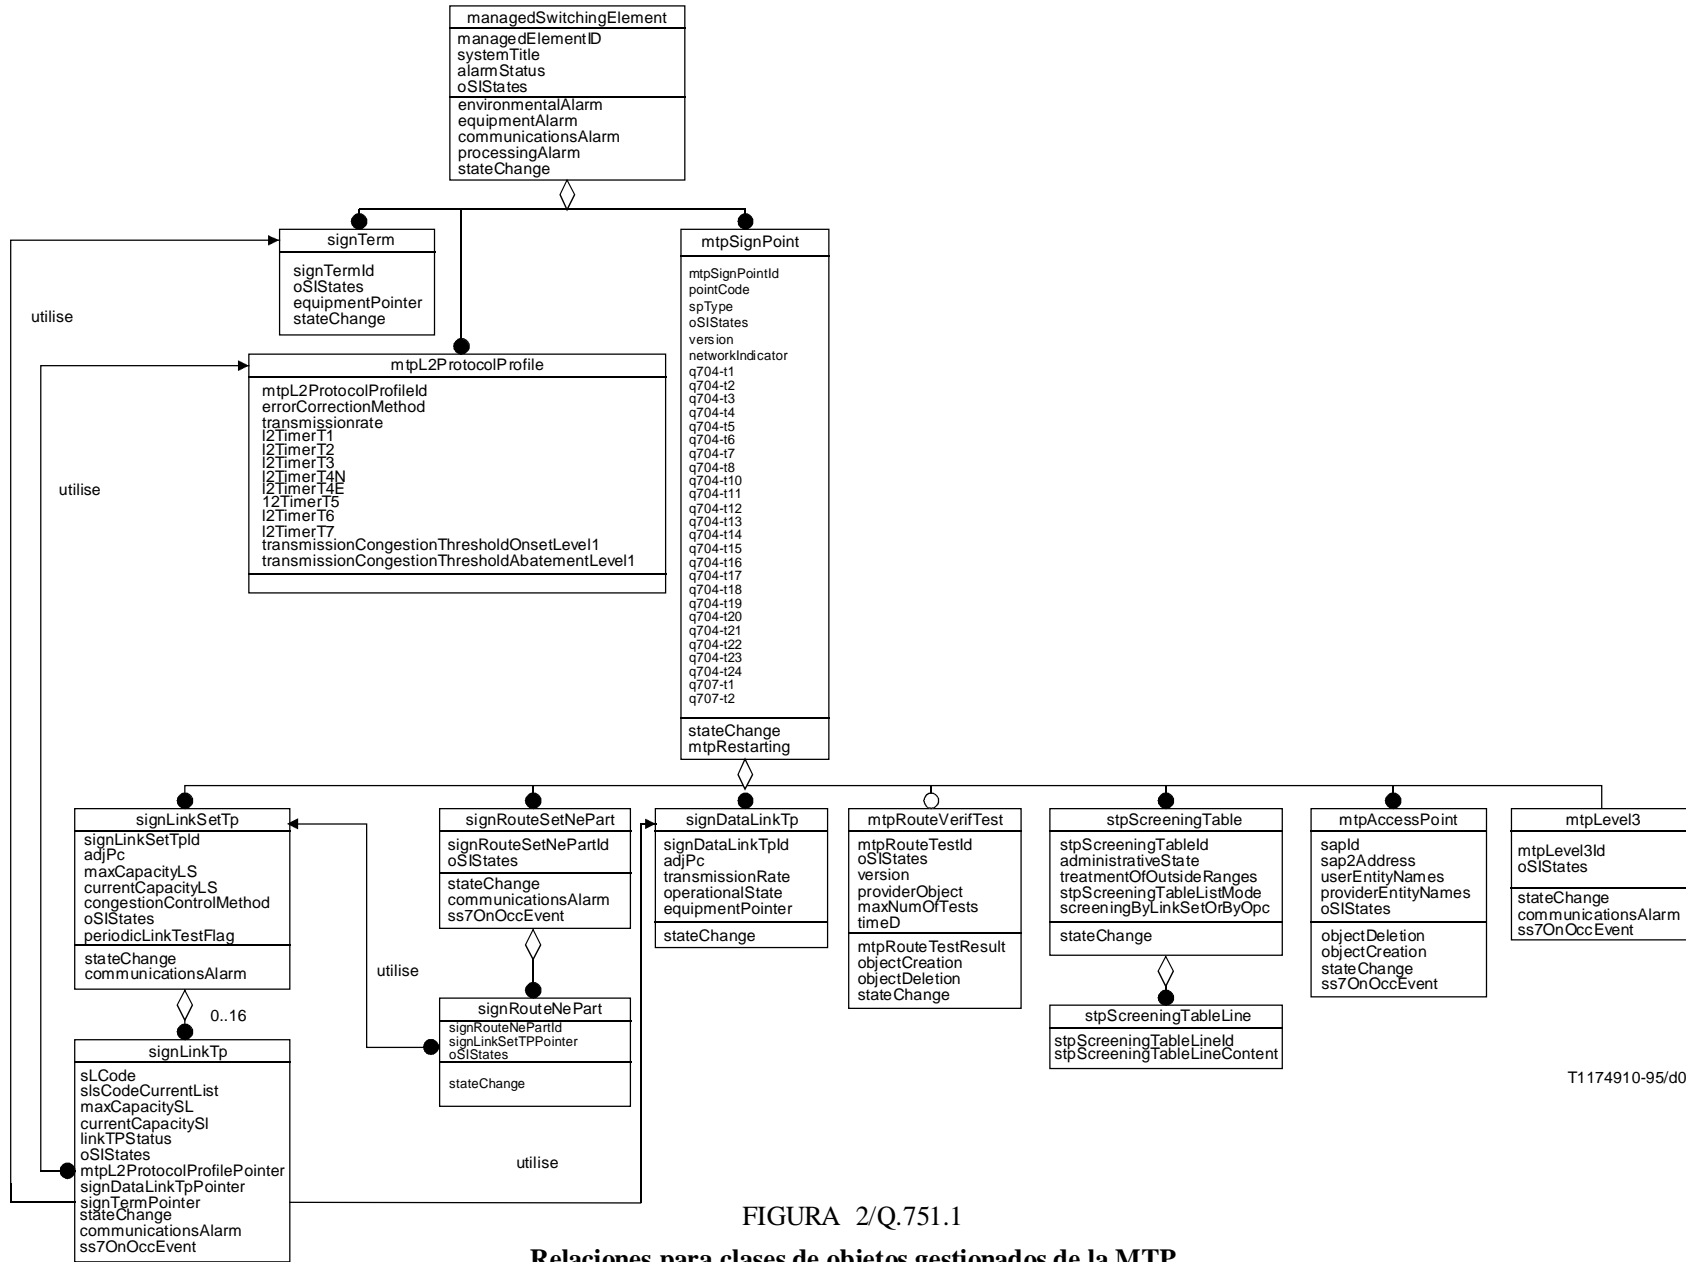 managedSwitchingElement
managedElementID
systemTitle
alarmStatus
oSIStates
environmentalAlarm
equipmentAlarm
communicationsAlarm
processingAlarm
stateChange
signTerm
signTermId
oSIStates
equipmentPointer
stateChange
utilise
mtpL2ProtocolProfile
mtpL2ProtocolProfileId
errorCorrectionMethod
transmissionrate
l2TimerT1
l2TimerT2
l2TimerT3
l2TimerT4N
l2TimerT4E
12TimerT5
l2TimerT6
l2TimerT7
transmissionCongestionThresholdOnsetLevel1
transmissionCongestionThresholdAbatementLevel1
utilise
mtpSignPoint
mtpSignPointId
pointCode
spType
oSIStates
version
networkIndicator
q704-t1
q704-t2
q704-t3
q704-t4
q704-t5
q704-t6
q704-t7
q704-t8
q704-t10
q704-t11
q704-t12
q704-t13
q704-t14
q704-t15
q704-t16
q704-t17
q704-t18
q704-t19
q704-t20
q704-t21
q704-t22
q704-t23
q704-t24
q707-t1
q707-t2
stateChange
mtpRestarting
signLinkSetTp
signLinkSetTpId
adjPc
maxCapacityLS
currentCapacityLS
congestionControlMethod
oSIStates
periodicLinkTestFlag
stateChange
communicationsAlarm
0..16
signLinkTp
sLCode
slsCodeCurrentList
maxCapacitySL
currentCapacitySl
linkTPStatus
oSIStates
mtpL2ProtocolProfilePointer
signDataLinkTpPointer
signTermPointer
stateChange
communicationsAlarm
ss7OnOccEvent
utilise
signRouteSetNePart
signRouteSetNePartId
oSIStates
stateChange
communicationsAlarm
ss7OnOccEvent
signRouteNePart
signRouteNePartId
signLinkSetTPPointer
oSIStates
stateChange
utilise
signDataLinkTp
signDataLinkTpId
adjPc
transmissionRate
operationalState
equipmentPointer
stateChange
mtpRouteVerifTest
mtpRouteTestId
oSIStates
version
providerObject
maxNumOfTests
timeD
mtpRouteTestResult
objectCreation
objectDeletion
stateChange
stpScreeningTable
stpScreeningTableId
administrativeState
treatmentOfOutsideRanges
stpScreeningTableListMode
screeningByLinkSetOrByOpc
stateChange
stpScreeningTableLine
stpScreeningTableLineId
stpScreeningTableLineContent
mtpAccessPoint
sapId
sap2Address
userEntityNames
providerEntityNames
oSIStates
objectDeletion
objectCreation
stateChange
ss7OnOccEvent
mtpLevel3
mtpLevel3Id
oSIStates
stateChange
communicationsAlarm
ss7OnOccEvent
T1174910-95/d0
FIGURA 2/Q.751.1
Relaciones para clases de objetos gestionados de la MTP